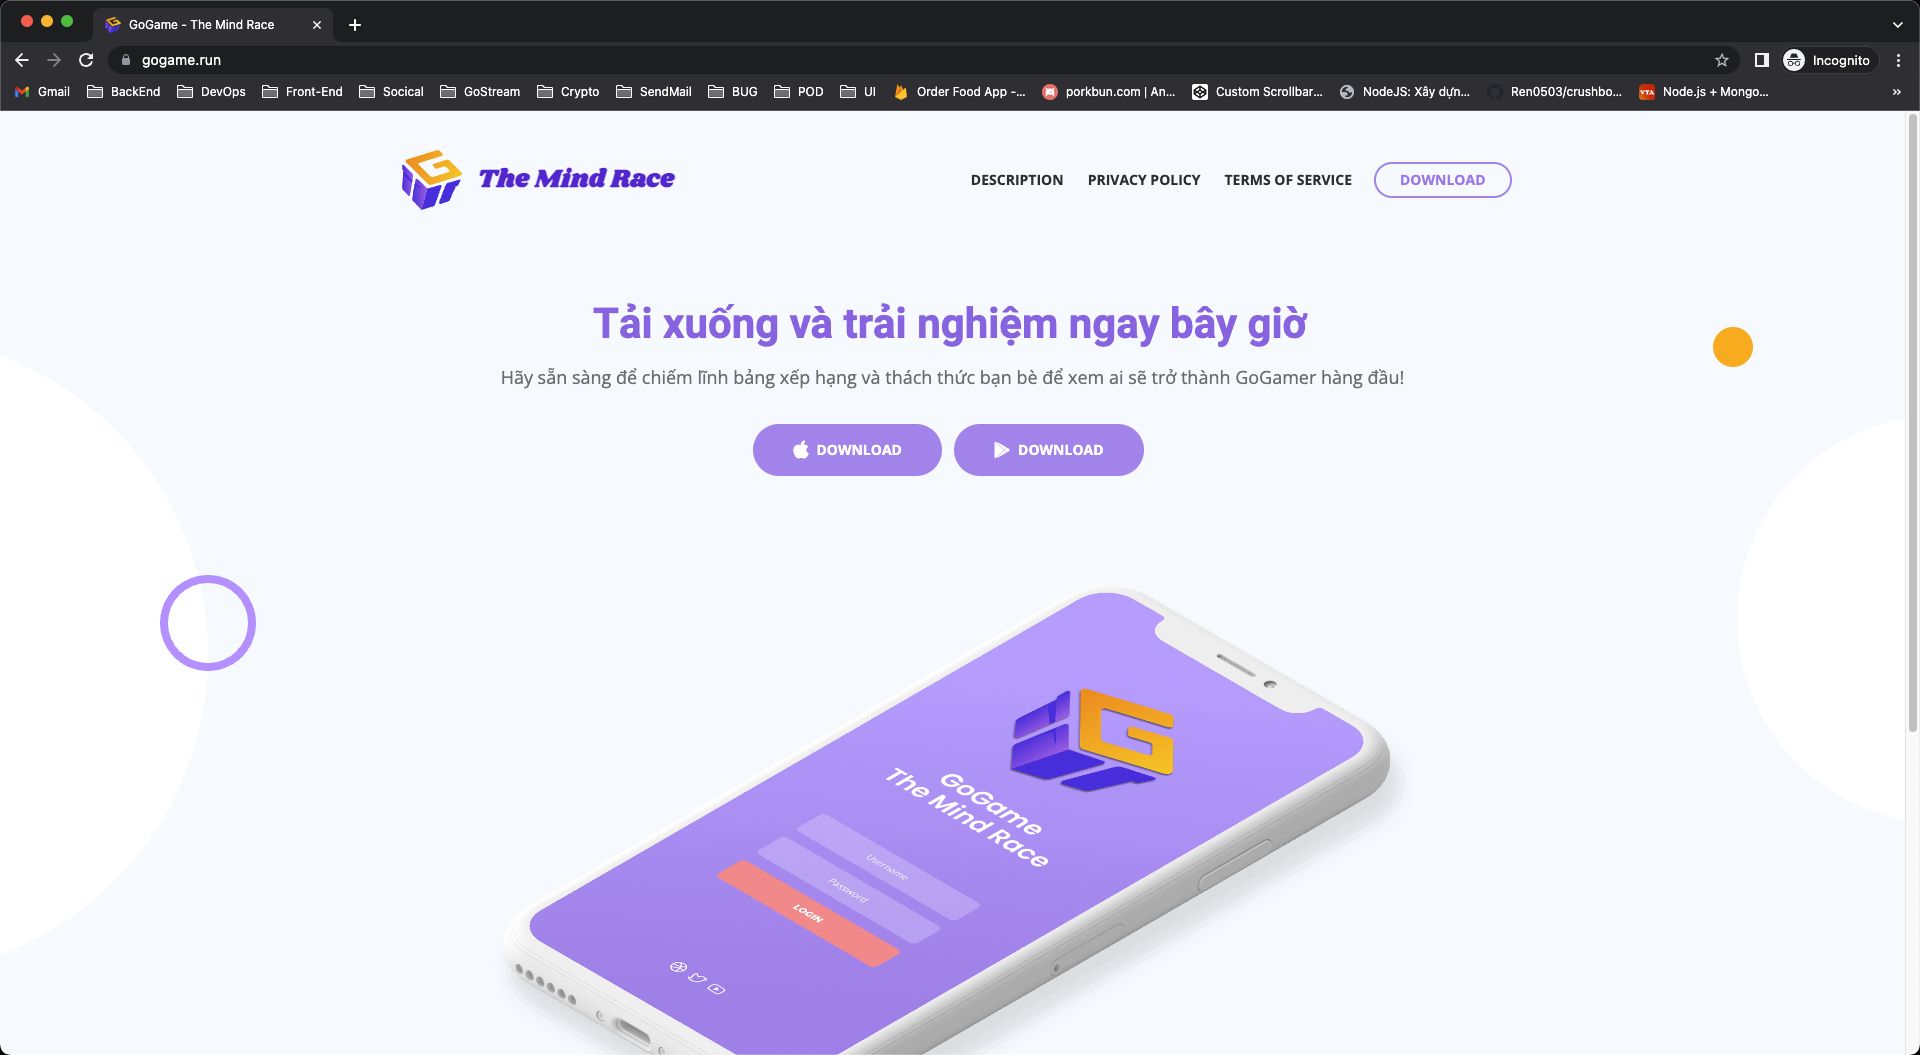 GoGame - The Mind Race
gogame.run
Incognito
Gmail
BackEnd
DevOps
Front-End
Socical
GoStream
Crypto
SendMail
BUG
POD
UI
Order Food App -...
porkbun.com | An...
Custom Scrollbar...
NodeJS: Xây dựn...
Ren0503/crushbo...
VTA
Node.js + Mongo...
The Mind Race
DESCRIPTION
PRIVACY POLICY
TERMS OF SERVICE
DOWNLOAD
Tải xuống và trải nghiệm ngay bây giờ
Hãy sẵn sàng để chiếm lĩnh bảng xếp hạng và thách thức bạn bè để xem ai sẽ trở thành GoGamer hàng đầu!
DOWNLOAD
DOWNLOAD
GoGame
The Mind Race
Username
Password
LOGIN